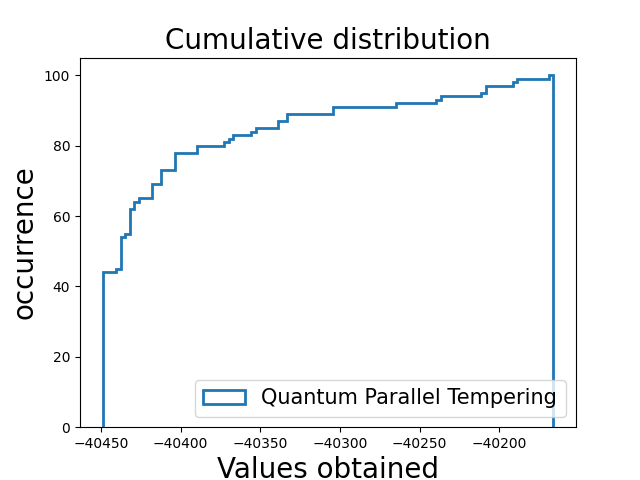 Cumulative distribution
100
80
60
40
20
0
occurrence
Quantum Parallel Tempering
−40450 −40400 −40350 −40300 −40250 −40200
Values obtained